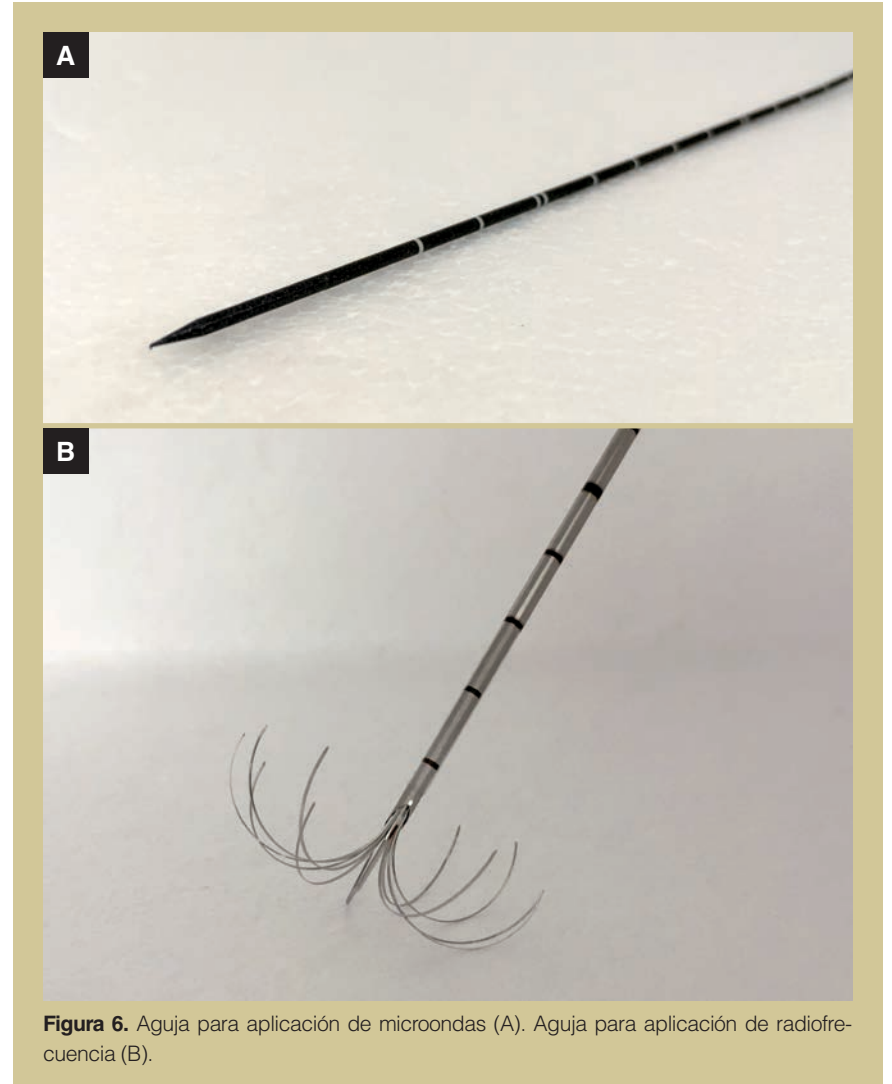 A
B
Figura 6. Aguja para aplicación de microondas (A). Aguja para aplicación de radiofre-
cuencia (B).